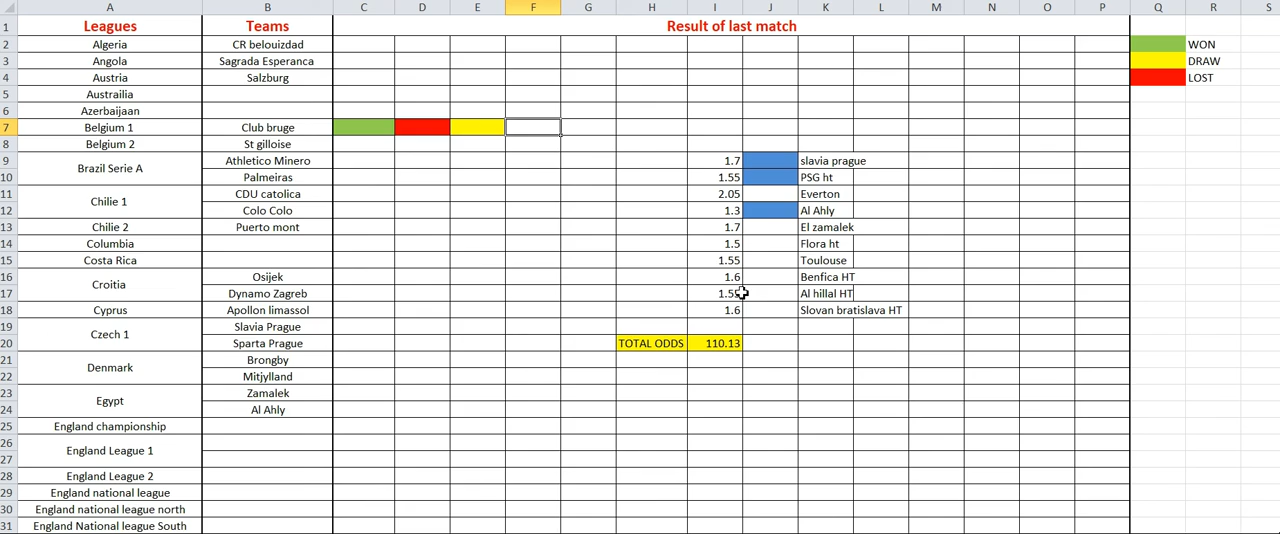 A B C D E F G H I J K L M N O P Q R S
1 Leagues Teams Result of last match
2 Algeria CR belouizdad WON
3 Angola Sagrada Esperanca DRAW
4 Austria Salzburg LOST
5 Austrailia
6 Azerbaijaan
7 Belgium 1 Club bruge
8 Belgium 2 St gilloise
Brazil Serie A
9 Athletico Minero 1.7 slavia prague
10 Palmeiras 1.55 PSG ht
Chilie 1
11 CDU catolica 2.05 Everton
12 Colo Colo 1.3 Al Ahly
13 Chilie 2 Puerto mont 1.7 El zamalek
14 Columbia 1.5 Flora ht
15 Costa Rica 1.55 Toulouse
Croitia
16 Osijek 1.6 Benfica HT
17 Dynamo Zagreb Al hillal HT
18 Cyprus Apollon limassol 1.6 Slovan bratislava HT
Czech 1
19 Slavia Prague
20 Sparta Prague TOTAL ODDS 110.13
Denmark
21 Brongby
22 Mitjylland
Egypt
23 Zamalek
24 Al Ahly
25 England championship
England League 1
26
27
28 England League 2
29 England national league
30 England national league north
31 England National league South